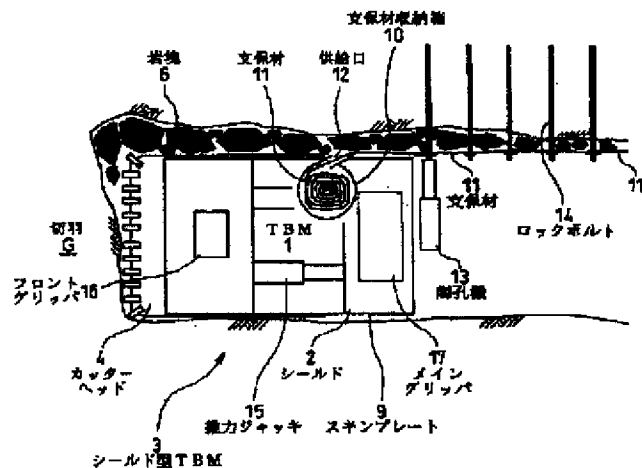 支保材収納箱
10
岩塊
6
支保材
11
供給口
12
切羽
G
TBM
1
11
支保材
11
14
ロックボルト
13
削孔機
フロント
グリッパ
16
4
カッター
ヘッド
2
シールド
17
メイン
グリッパ
15
推力ジャッキ
9
スキンプレート
3
シールド型TBM